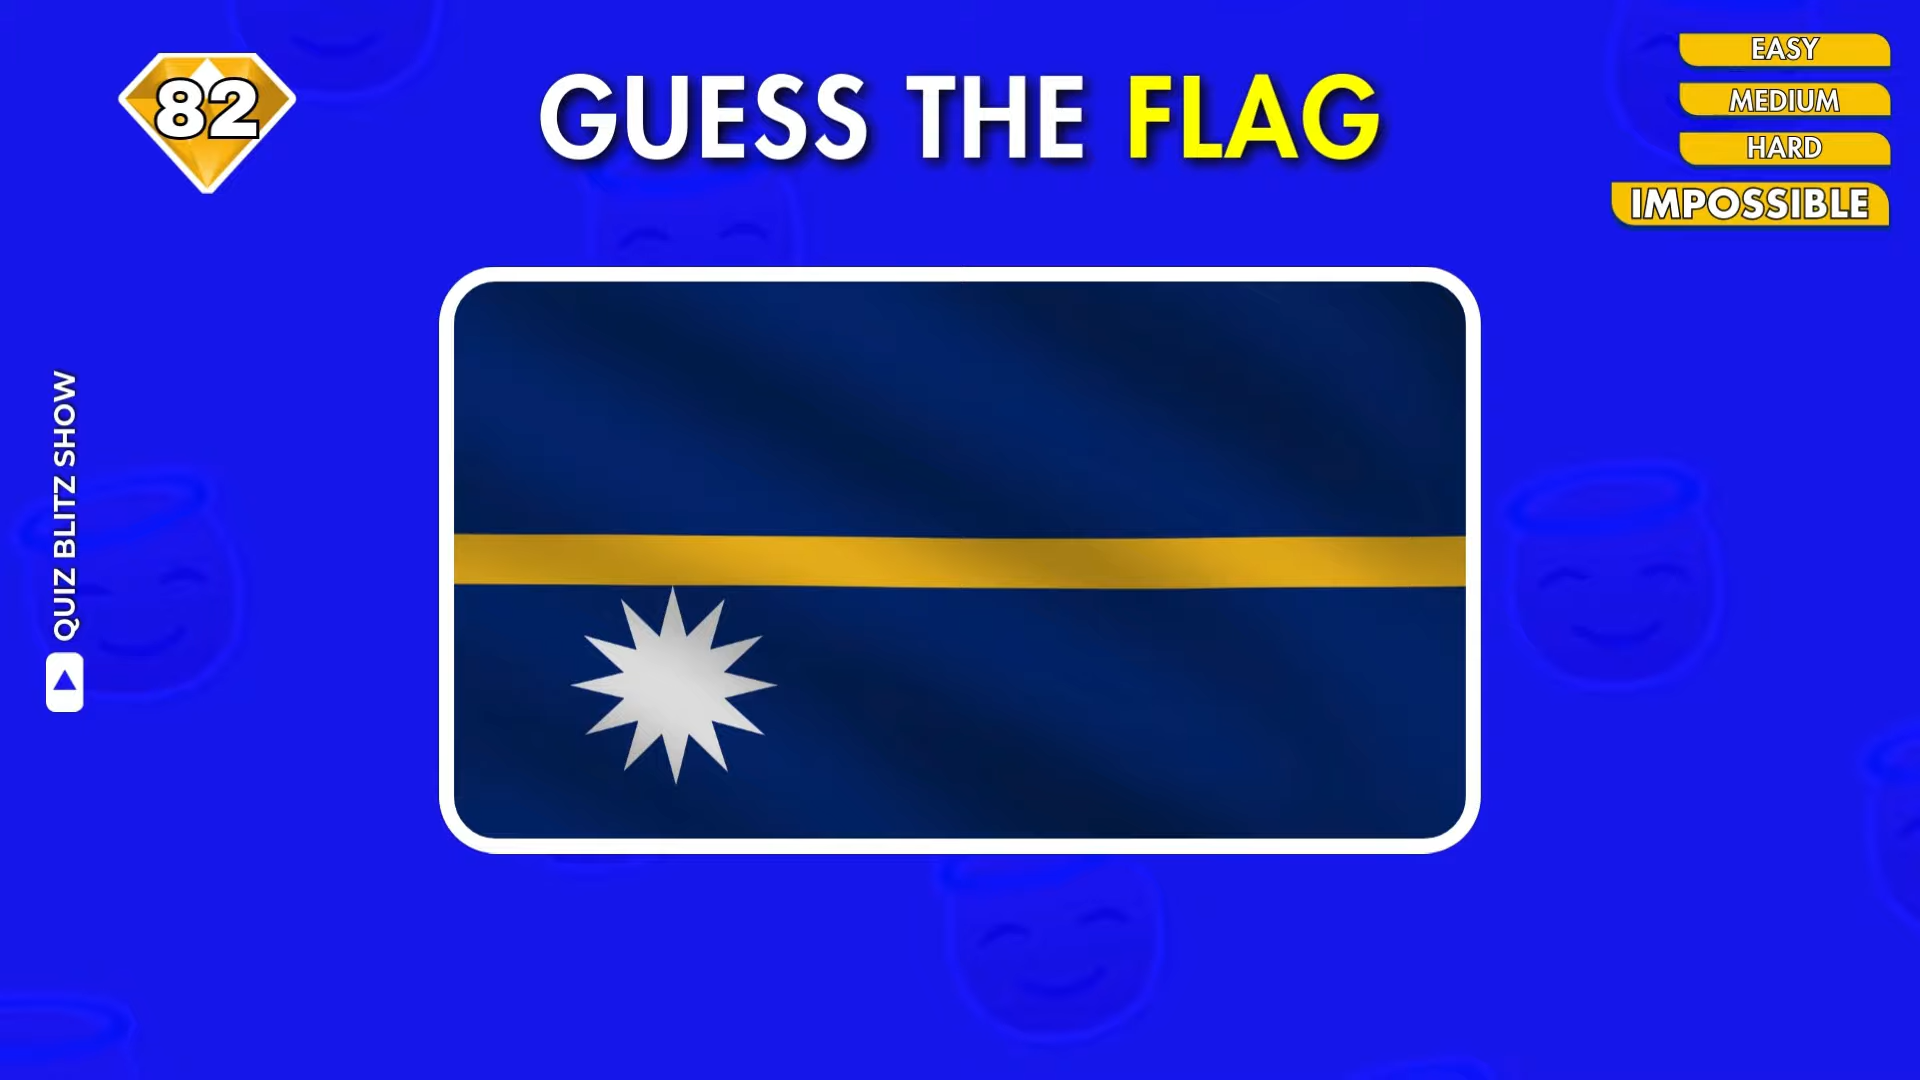 82
GUESS THE FLAG
EASY
MEDIUM
HARD
IMPOSSIBLE
QUIZ BLITZ SHOW